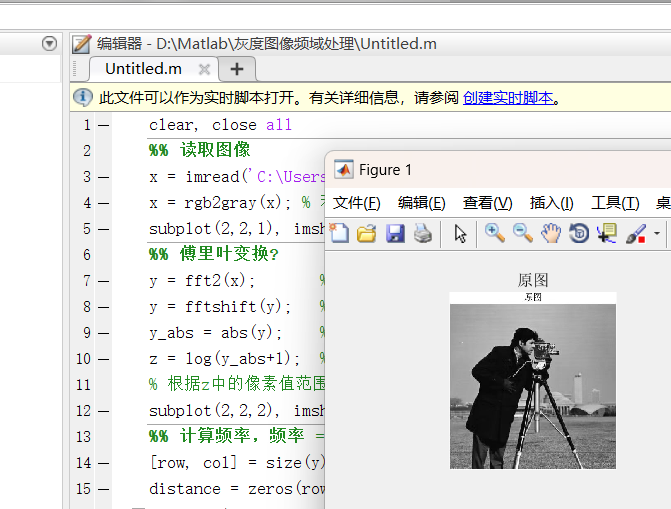 编辑器 - D:\Matlab\灰度图像频域处理\Untitled.m
Untitled.m
此文件可以作为实时脚本打开。有关详细信息，请参阅 创建实时脚本。
1 clear, close all
2 %% 读取图像
3 x = imread('C:\Users
4 x = rgb2gray(x); %
5 subplot(2,2,1), imsh
6 %% 傅里叶变换?
7 y = fft2(x); %
8 y = fftshift(y); %
9 y_abs = abs(y); %
10 z = log(y_abs+1); %
11 % 根据z中的像素值范围
12 subplot(2,2,2), imsh
13 %% 计算频率，频率 =
14 [row, col] = size(y)
15 distance = zeros(row
Figure 1
文件(F) 编辑(E) 查看(V) 插入(I) 工具(T) 桌
原图
原图